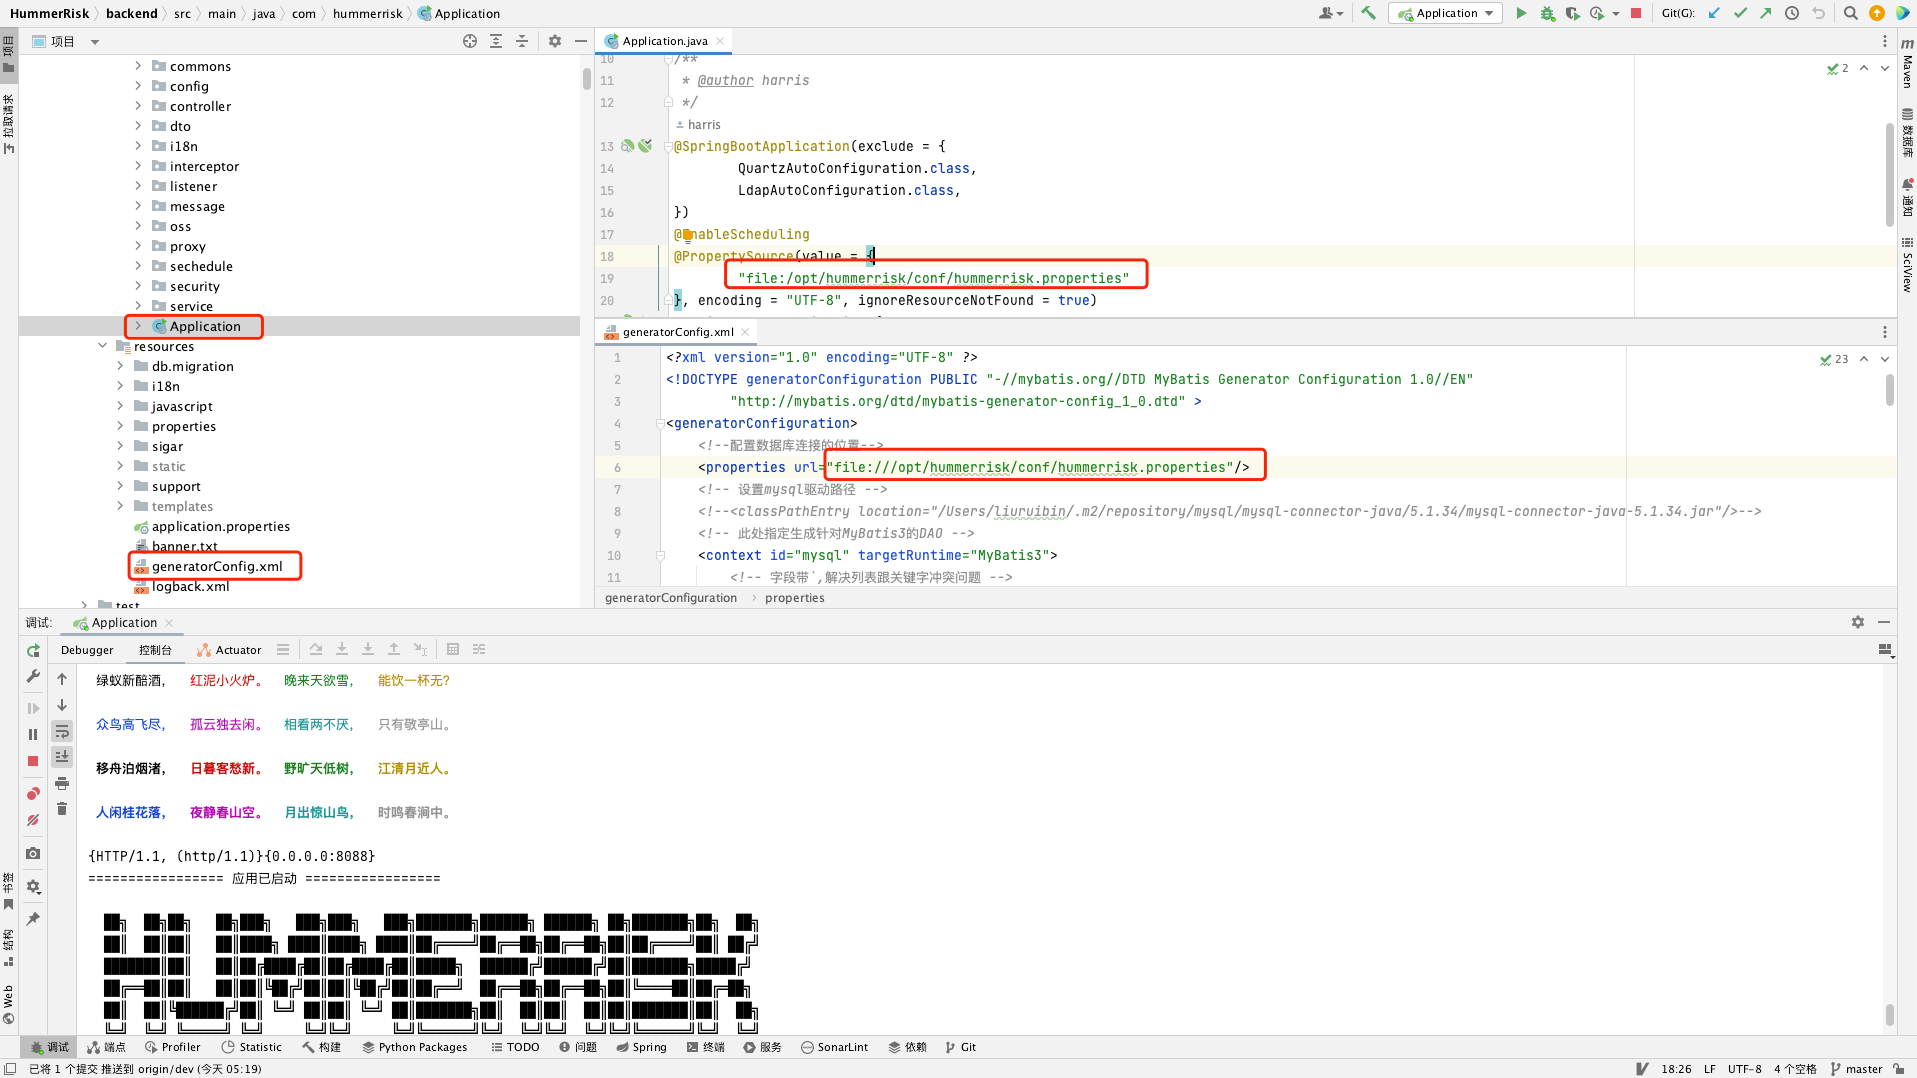 HummerRisk backend src main java com hummerrisk Application
Application
Git(G):
项目
Application.java
项目
拉取请求
commons
config
controller
dto
i18n
interceptor
listener
message
oss
proxy
sechedule
security
service
Application
resources
db.migration
i18n
javascript
properties
sigar
static
support
templates
application.properties
banner.txt
generatorConfig.xml
logback.xml
test
2
10 /**
11 * @author harris
12 */
harris
13 @SpringBootApplication(exclude = {
14 QuartzAutoConfiguration.class,
15 LdapAutoConfiguration.class,
16 })
17 @EnableScheduling
18 @PropertySource(value = {
19 "file:/opt/hummerrisk/conf/hummerrisk.properties"
20 }, encoding = "UTF-8", ignoreResourceNotFound = true)
generatorConfig.xml
23
1 <?xml version="1.0" encoding="UTF-8" ?>
2 <!DOCTYPE generatorConfiguration PUBLIC "-//mybatis.org//DTD MyBatis Generator Configuration 1.0//EN"
3 "http://mybatis.org/dtd/mybatis-generator-config_1_0.dtd" >
4 <generatorConfiguration>
5 <!--配置数据库连接的位置-->
6 <properties url="file:///opt/hummerrisk/conf/hummerrisk.properties"/>
7 <!-- 设置mysql驱动路径 -->
8 <!--<classPathEntry location="/Users/liuruibin/.m2/repository/mysql/mysql-connector-java/5.1.34/mysql-connector-java-5.1.34.jar"/>-->
9 <!-- 此处指定生成针对MyBatis3的DAO -->
10 <context id="mysql" targetRuntime="MyBatis3">
11 <!-- 字段带`,解决列表跟关键字冲突问题 -->
generatorConfiguration properties
m Maven
数据库
通知
SciView
调试: Application
Debugger 控制台 Actuator
绿蚁新醅酒， 红泥小火炉。 晚来天欲雪， 能饮一杯无?
众鸟高飞尽， 孤云独去闲。 相看两不厌， 只有敬亭山。
移舟泊烟渚， 日暮客愁新。 野旷天低树， 江清月近人。
人闲桂花落， 夜静春山空。 月出惊山鸟， 时鸣春涧中。
{HTTP/1.1, (http/1.1)}{0.0.0.0:8088}
================= 应用已启动 =================
HUMMERRISK
书签
结构
Web
调试 端点 Profiler Statistic 构建 Python Packages TODO 问题 Spring 终端 服务 SonarLint 依赖 Git
已将 1 个提交 推送到 origin/dev (今天 05:19)
18:26 LF UTF-8 4 个空格 master